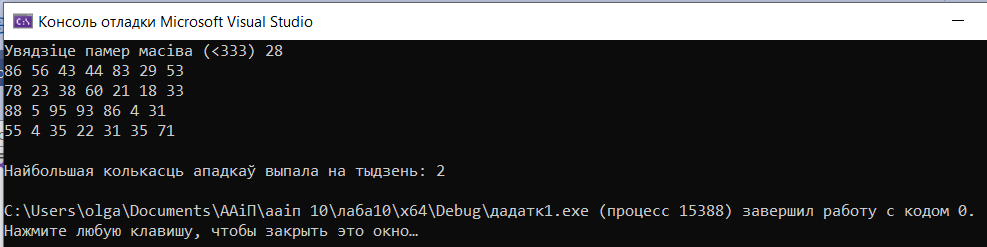 Консоль отладки Microsoft Visual Studio
Увядзіце памер масіва (<333) 28
86 56 43 44 83 29 53
78 23 38 60 21 18 33
88 5 95 93 86 4 31
55 4 35 22 31 35 71
Найбольшая колькасць ападкаў выпала на тыдзень: 2
C:\Users\olga\Documents\ААіП\ааіп 10\лаба10\x64\Debug\дадатк1.exe (процесс 15388) завершил работу с кодом 0.
Нажмите любую клавишу, чтобы закрыть это окно…